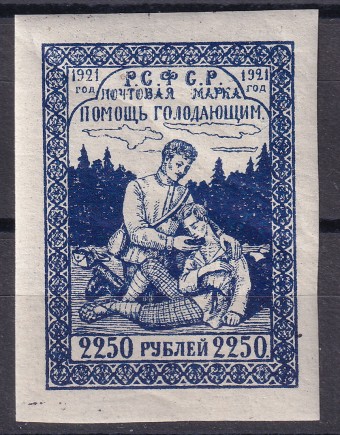 1921 ГОД Р.С.Ф.С.Р. 1921 ГОД
ПОЧТОВАЯ МАРКА
ПОМОЩЬ ГОЛОДАЮЩИМ.
2250 РУБЛЕЙ 2250.